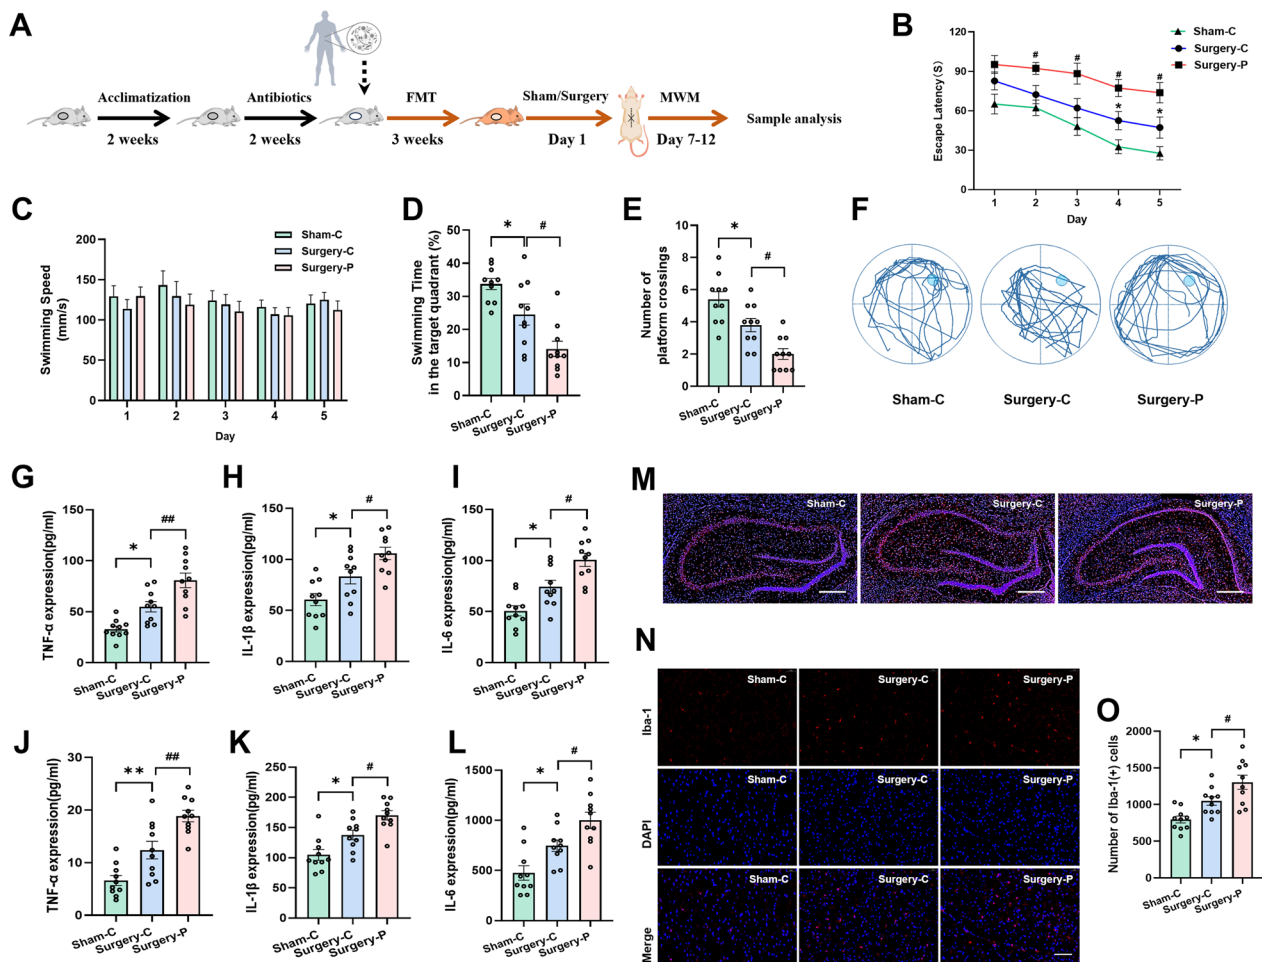 A
Acclimatization
2 weeks
Antibiotics
2 weeks
FMT
3 weeks
Sham/Surgery
Day 1
MWM
Day 7-12
Sample analysis
B
Escape Latency(S)
120
90
60
30
0
1 2 3 4 5
Day
Sham-C
Surgery-C
Surgery-P
# # # #
* *
C
Swimming Speed
(mm/s)
200
150
100
50
0
1 2 3 4 5
Day
Sham-C
Surgery-C
Surgery-P
D
Swimming Time
in the target quadrant (%)
50
40
30
20
10
0
* #
Sham-C Surgery-C Surgery-P
E
Number of
platform crossings
10
8
6
4
2
0
* #
Sham-C Surgery-C Surgery-P
F
Sham-C Surgery-C Surgery-P
G
TNF-α expression(pg/ml)
150
100
50
0
* ##
Sham-C Surgery-C Surgery-P
H
IL-1β expression(pg/ml)
150
100
50
0
* #
Sham-C Surgery-C Surgery-P
I
IL-6 expression(pg/ml)
150
100
50
0
* #
Sham-C Surgery-C Surgery-P
J
TNF-α expression(pg/ml)
30
20
10
0
** ##
Sham-C Surgery-C Surgery-P
K
IL-1β expression(pg/ml)
250
200
150
100
50
0
* #
Sham-C Surgery-C Surgery-P
L
IL-6 expression(pg/ml)
1500
1000
500
0
* #
Sham-C Surgery-C Surgery-P
M
Sham-C Surgery-C Surgery-P
N
Iba-1
Sham-C Surgery-C Surgery-P
DAPI
Sham-C Surgery-C Surgery-P
Merge
Sham-C Surgery-C Surgery-P
O
Number of Iba-1(+) cells
2000
1600
1200
800
400
0
* #
Sham-C Surgery-C Surgery-P